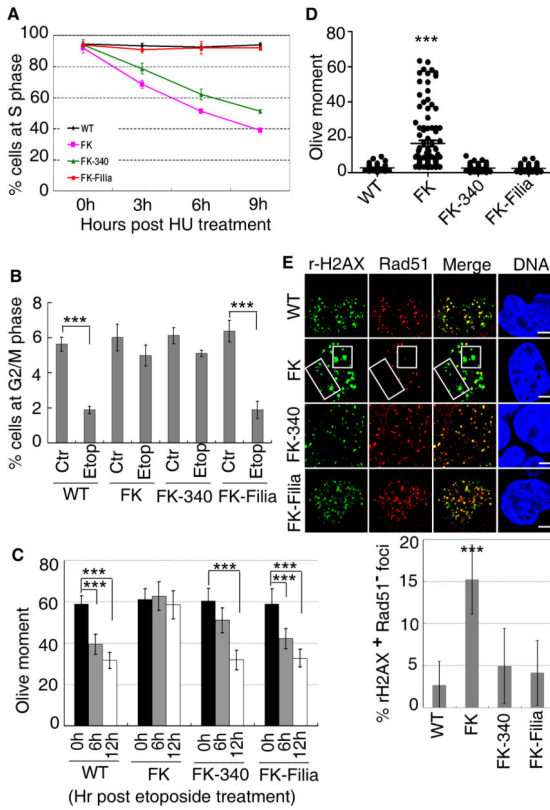 A
% cells at S phase
100
80
60
40
20
0
WT
FK
FK-340
FK-Filia
0h 3h 6h 9h
Hours post HU treatment
B
% cells at G2/M phase
8
6
4
2
0
***
***
Ctr Etop Ctr Etop Ctr Etop Ctr Etop
WT FK FK-340 FK-Filia
C
Olive moment
80
60
40
20
0
***
***
***
***
***
0h 6h 12h 0h 6h 12h 0h 6h 12h 0h 6h 12h
WT FK FK-340 FK-Filia
(Hr post etoposide treatment)
D
Olive moment
80
60
40
20
0
***
WT FK FK-340 FK-Filia
E
r-H2AX Rad51 Merge DNA
WT
FK
FK-340
FK-Filia
% rH2AX + Rad51- foci
20
15
10
5
0
***
WT FK FK-340 FK-Filia